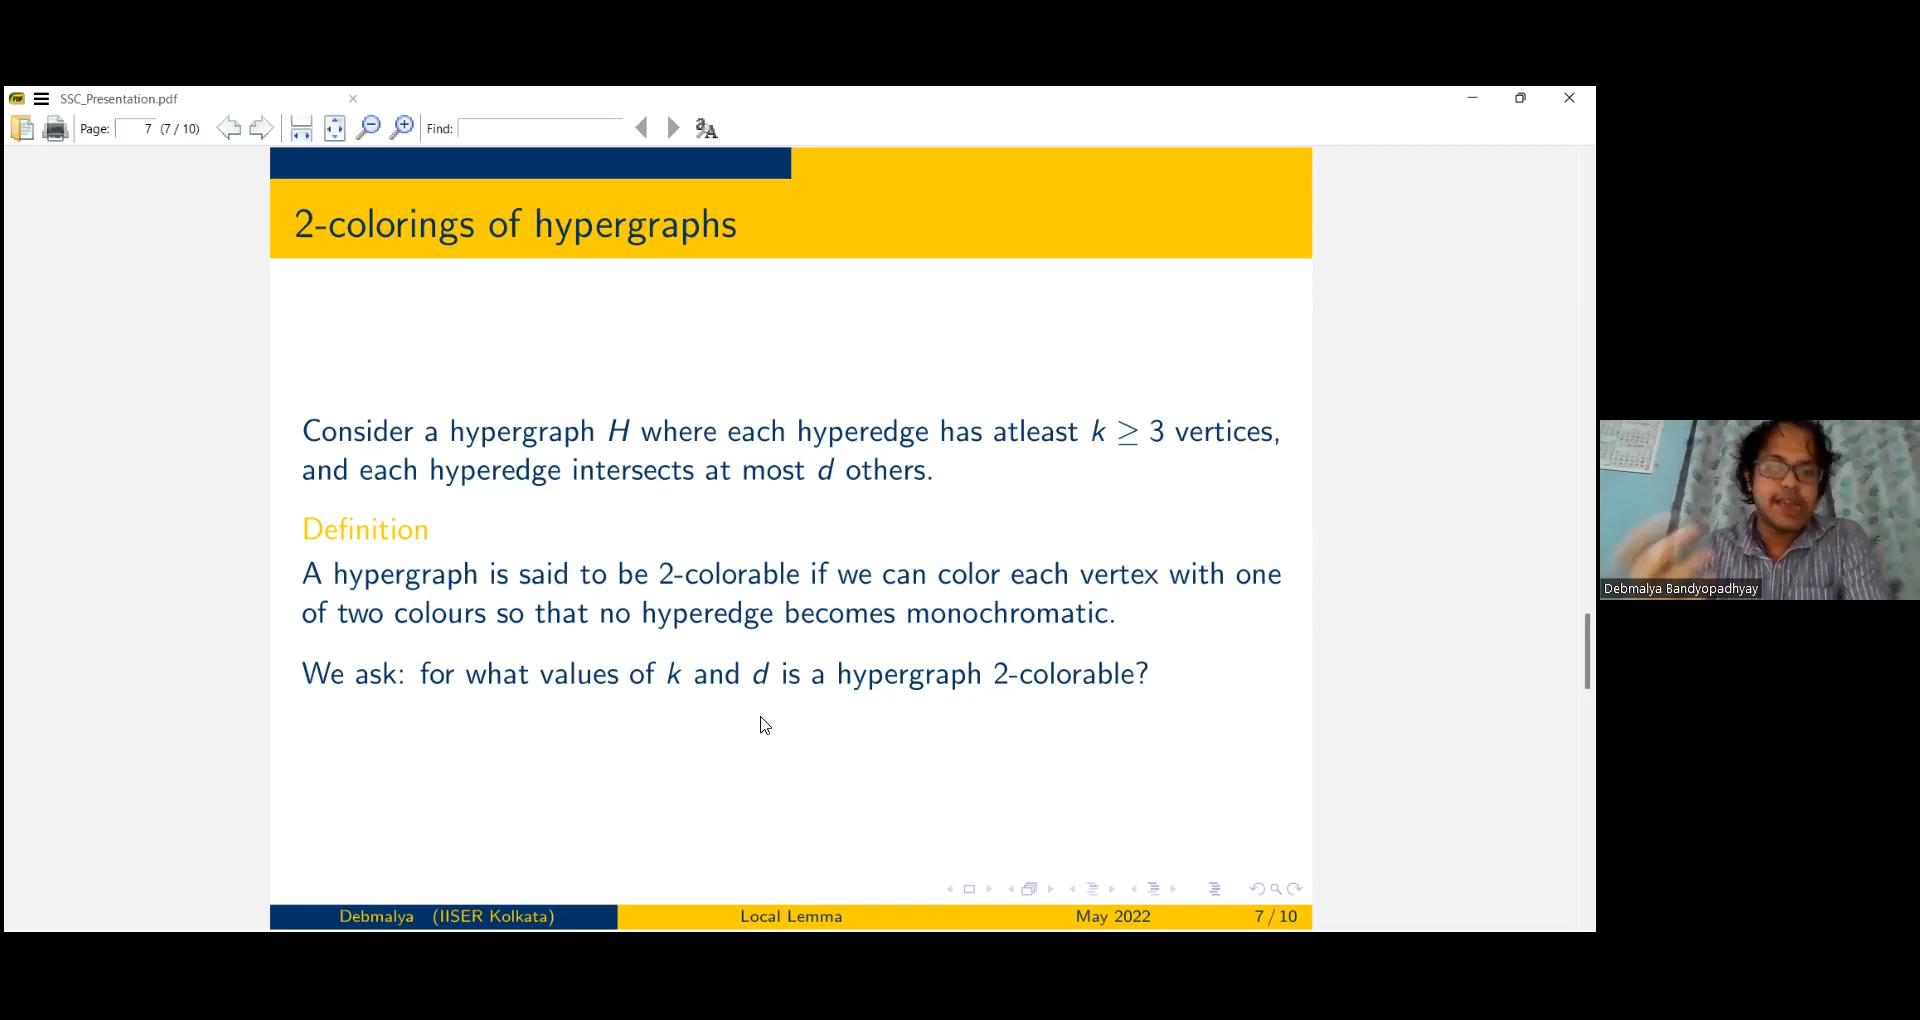 SSC_Presentation.pdf
Page: 7 (7 / 10) Find:
2-colorings of hypergraphs
Consider a hypergraph H where each hyperedge has atleast k ≥ 3 vertices,
and each hyperedge intersects at most d others.
Definition
A hypergraph is said to be 2-colorable if we can color each vertex with one
of two colours so that no hyperedge becomes monochromatic.
We ask: for what values of k and d is a hypergraph 2-colorable?
Debmalya (IISER Kolkata) Local Lemma May 2022 7 / 10
Debmalya Bandyopadhyay